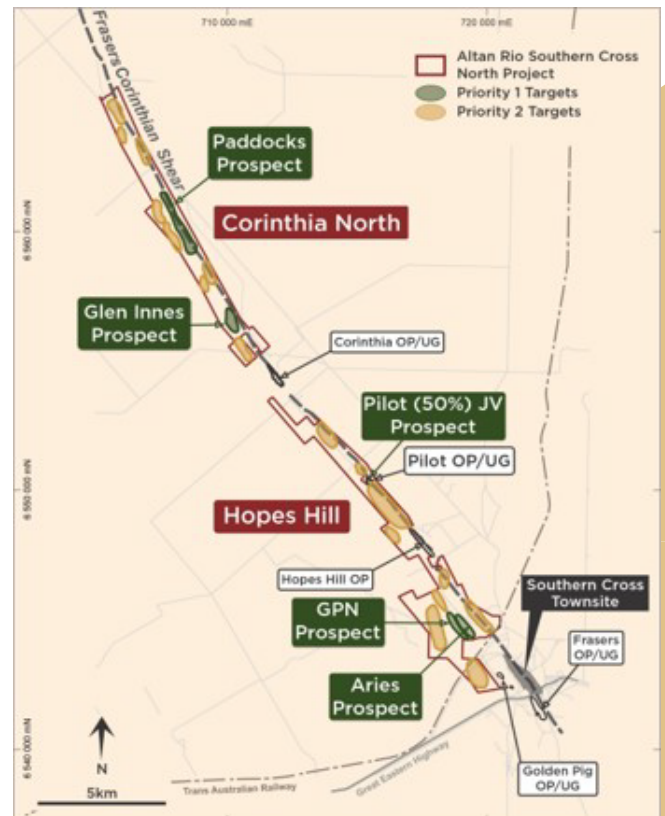 710 000 mE
720 000 mE
Frasers Corinthian Shear
Altan Rio Southern Cross
North Project
Priority 1 Targets
Priority 2 Targets
Paddocks
Prospect
6 560 000 mN
Corinthia North
Glen Innes
Prospect
Corinthia OP/UG
Pilot (50%) JV
Prospect
Pilot OP/UG
6 550 000 mN
Hopes Hill
Hopes Hill OP
Southern Cross
Townsite
GPN
Prospect
Frasers
OP/UG
Aries
Prospect
6 540 000 mN
N
5km
Trans Australian Railway
Great Eastern Highway
Golden Pig
OP/UG